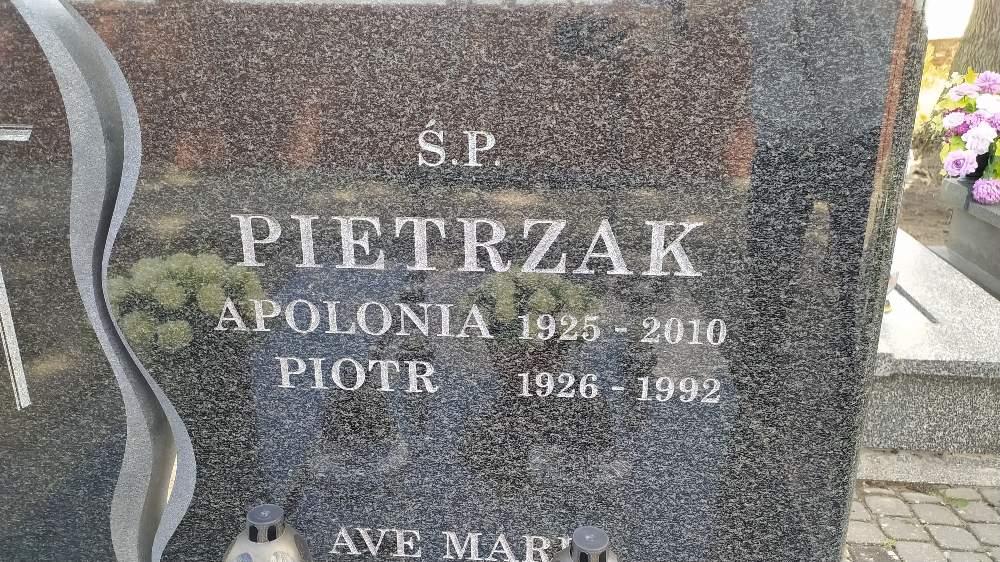 Ś.P.
PIETRZAK
APOLONIA 1925 - 2010
PIOTR 1926 - 1992
AVE